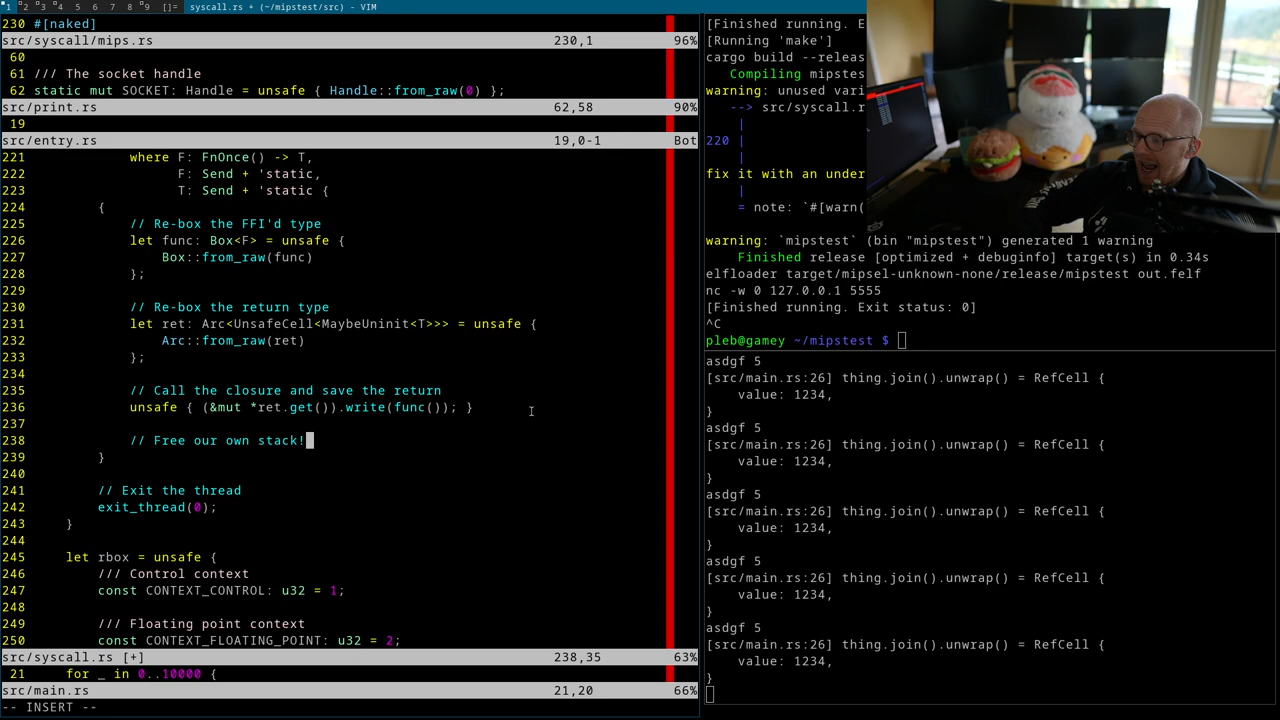 1 2 3 4 5 6 7 8 9 []= syscall.rs + (~/mipstest/src) - VIM
230 #[naked]
src/syscall/mips.rs 230,1 96%
60
61 /// The socket handle
62 static mut SOCKET: Handle = unsafe { Handle::from_raw(0) };
src/print.rs 62,58 90%
19
src/entry.rs 19,0-1 Bot
221 where F: FnOnce() -> T,
222 F: Send + 'static,
223 T: Send + 'static {
224 {
225 // Re-box the FFI'd type
226 let func: Box<F> = unsafe {
227 Box::from_raw(func)
228 };
229
230 // Re-box the return type
231 let ret: Arc<UnsafeCell<MaybeUninit<T>>> = unsafe {
232 Arc::from_raw(ret)
233 };
234
235 // Call the closure and save the return
236 unsafe { (&mut *ret.get()).write(func()); }
237
238 // Free our own stack!
239 }
240
241 // Exit the thread
242 exit_thread(0);
243 }
244
245 let rbox = unsafe {
246 /// Control context
247 const CONTEXT_CONTROL: u32 = 1;
248
249 /// Floating point context
250 const CONTEXT_FLOATING_POINT: u32 = 2;
src/syscall.rs [+] 238,35 63%
21 for _ in 0..10000 {
src/main.rs 21,20 66%
-- INSERT --
[Finished running. E
[Running 'make']
cargo build --releas
Compiling mipstes
warning: unused vari
--> src/syscall.r
|
220 |
|
fix it with an under
|
= note: `#[warn(
warning: `mipstest` (bin "mipstest") generated 1 warning
Finished release [optimized + debuginfo] target(s) in 0.34s
elfloader target/mipsel-unknown-none/release/mipstest out.felf
nc -w 0 127.0.0.1 5555
[Finished running. Exit status: 0]
^C
pleb@gamey ~/mipstest $
asdgf 5
[src/main.rs:26] thing.join().unwrap() = RefCell {
value: 1234,
}
asdgf 5
[src/main.rs:26] thing.join().unwrap() = RefCell {
value: 1234,
}
asdgf 5
[src/main.rs:26] thing.join().unwrap() = RefCell {
value: 1234,
}
asdgf 5
[src/main.rs:26] thing.join().unwrap() = RefCell {
value: 1234,
}
asdgf 5
[src/main.rs:26] thing.join().unwrap() = RefCell {
value: 1234,
}